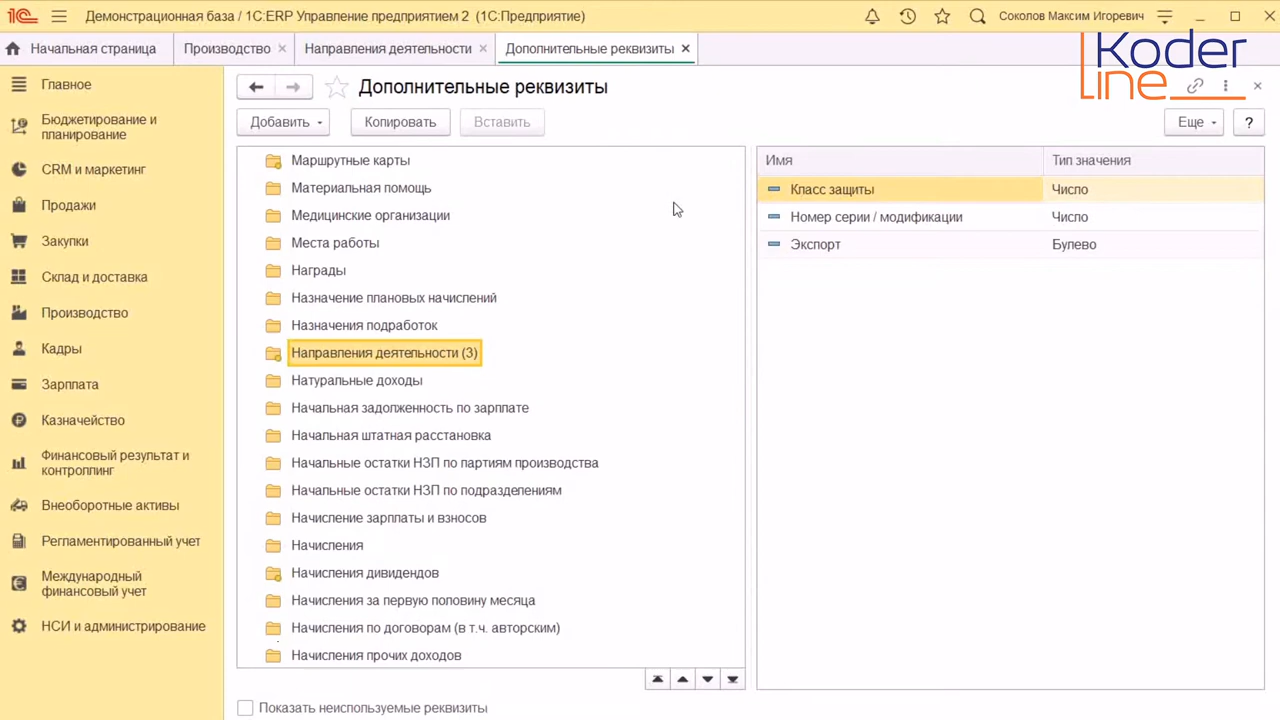 1С Демонстрационная база / 1С:ERP Управление предприятием 2 (1С:Предприятие) Соколов Максим Игоревич
Начальная страница Производство Направления деятельности Дополнительные реквизиты
Koder
line
Главное
Бюджетирование и
планирование
CRM и маркетинг
Продажи
Закупки
Склад и доставка
Производство
Кадры
Зарплата
Казначейство
Финансовый результат и
контроллинг
Внеоборотные активы
Регламентированный учет
Международный
финансовый учет
НСИ и администрирование
Дополнительные реквизиты
Добавить Копировать Вставить Еще ?
Маршрутные карты
Материальная помощь
Медицинские организации
Места работы
Награды
Назначение плановых начислений
Назначения подработок
Направления деятельности (3)
Натуральные доходы
Начальная задолженность по зарплате
Начальная штатная расстановка
Начальные остатки НЗП по партиям производства
Начальные остатки НЗП по подразделениям
Начисление зарплаты и взносов
Начисления
Начисления дивидендов
Начисления за первую половину месяца
Начисления по договорам (в т.ч. авторским)
Начисления прочих доходов
Имя Тип значения
Класс защиты Число
Номер серии / модификации Число
Экспорт Булево
Показать неиспользуемые реквизиты